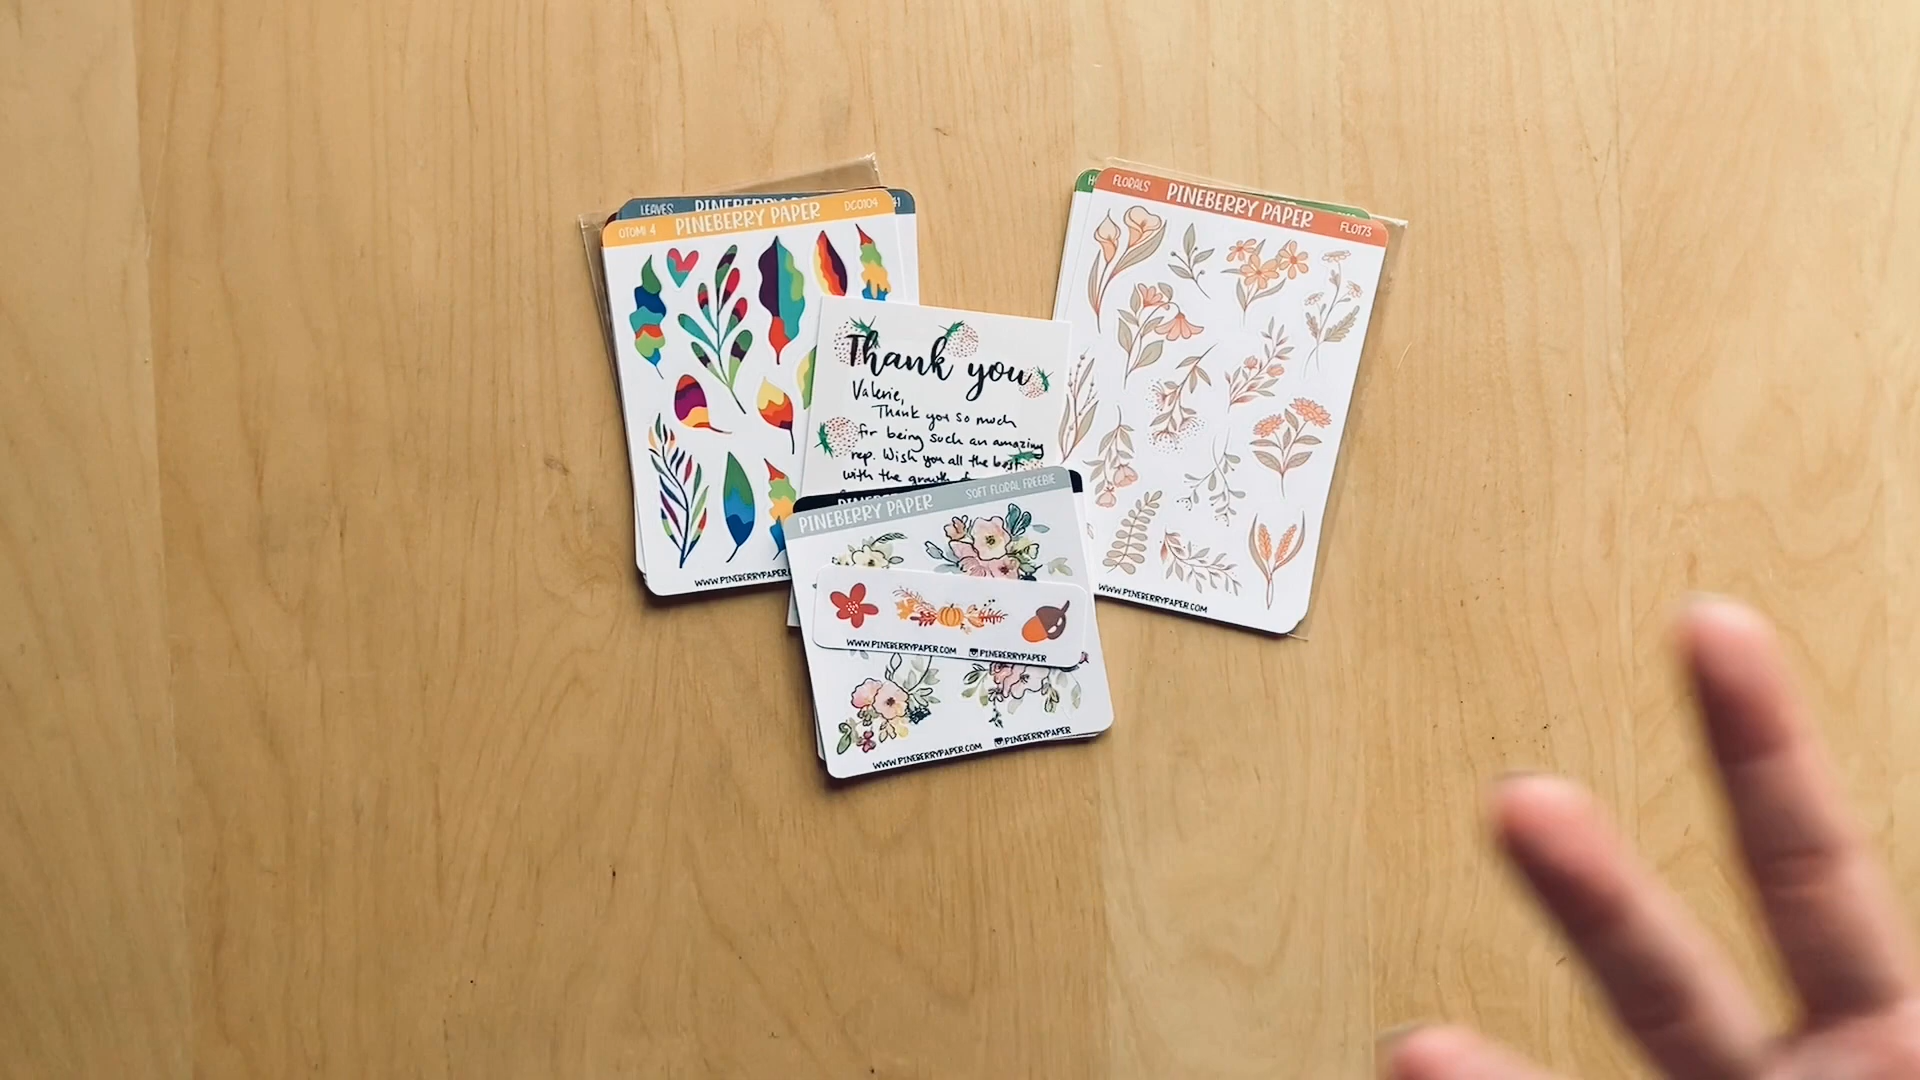 LEAVES PINEBERRY
OTOMI 4 PINEBERRY PAPER DC0104
WWW.PINEBERRYPAPER
FLORALS PINEBERRY PAPER FL0173
WWW.PINEBERRYPAPER.COM
Thank you
Valerie,
Thank you so much
for being such an amazing
rep. Wish you all the best
with the growth
PINEBERRY PAPER SOFT FLORAL FREEBIE
WWW.PINEBERRYPAPER.COM PINEBERRYPAPER
WWW.PINEBERRYPAPER.COM PINEBERRYPAPER